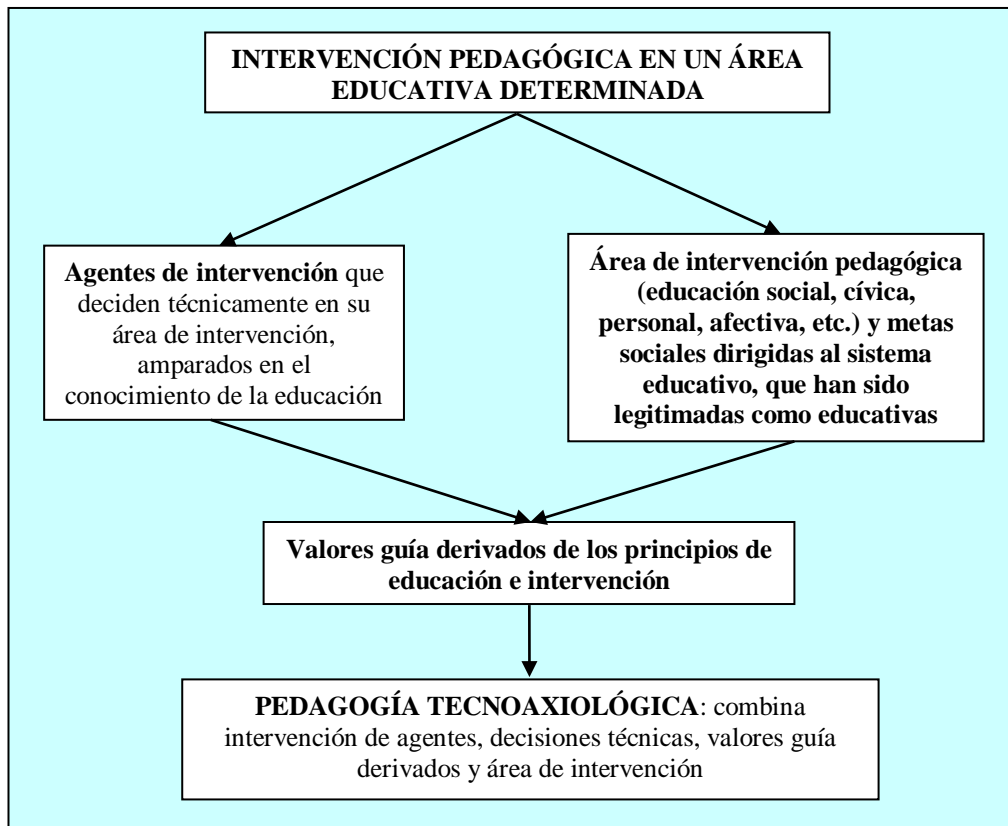 INTERVENCIÓN PEDAGÓGICA EN UN ÁREA
EDUCATIVA DETERMINADA
Agentes de intervención que
deciden técnicamente en su
área de intervención,
amparados en el
conocimiento de la educación
Área de intervención pedagógica
(educación social, cívica,
personal, afectiva, etc.) y metas
sociales dirigidas al sistema
educativo, que han sido
legitimadas como educativas
Valores guía derivados de los principios de
educación e intervención
PEDAGOGÍA TECNOAXIOLÓGICA: combina
intervención de agentes, decisiones técnicas, valores guía
derivados y área de intervención